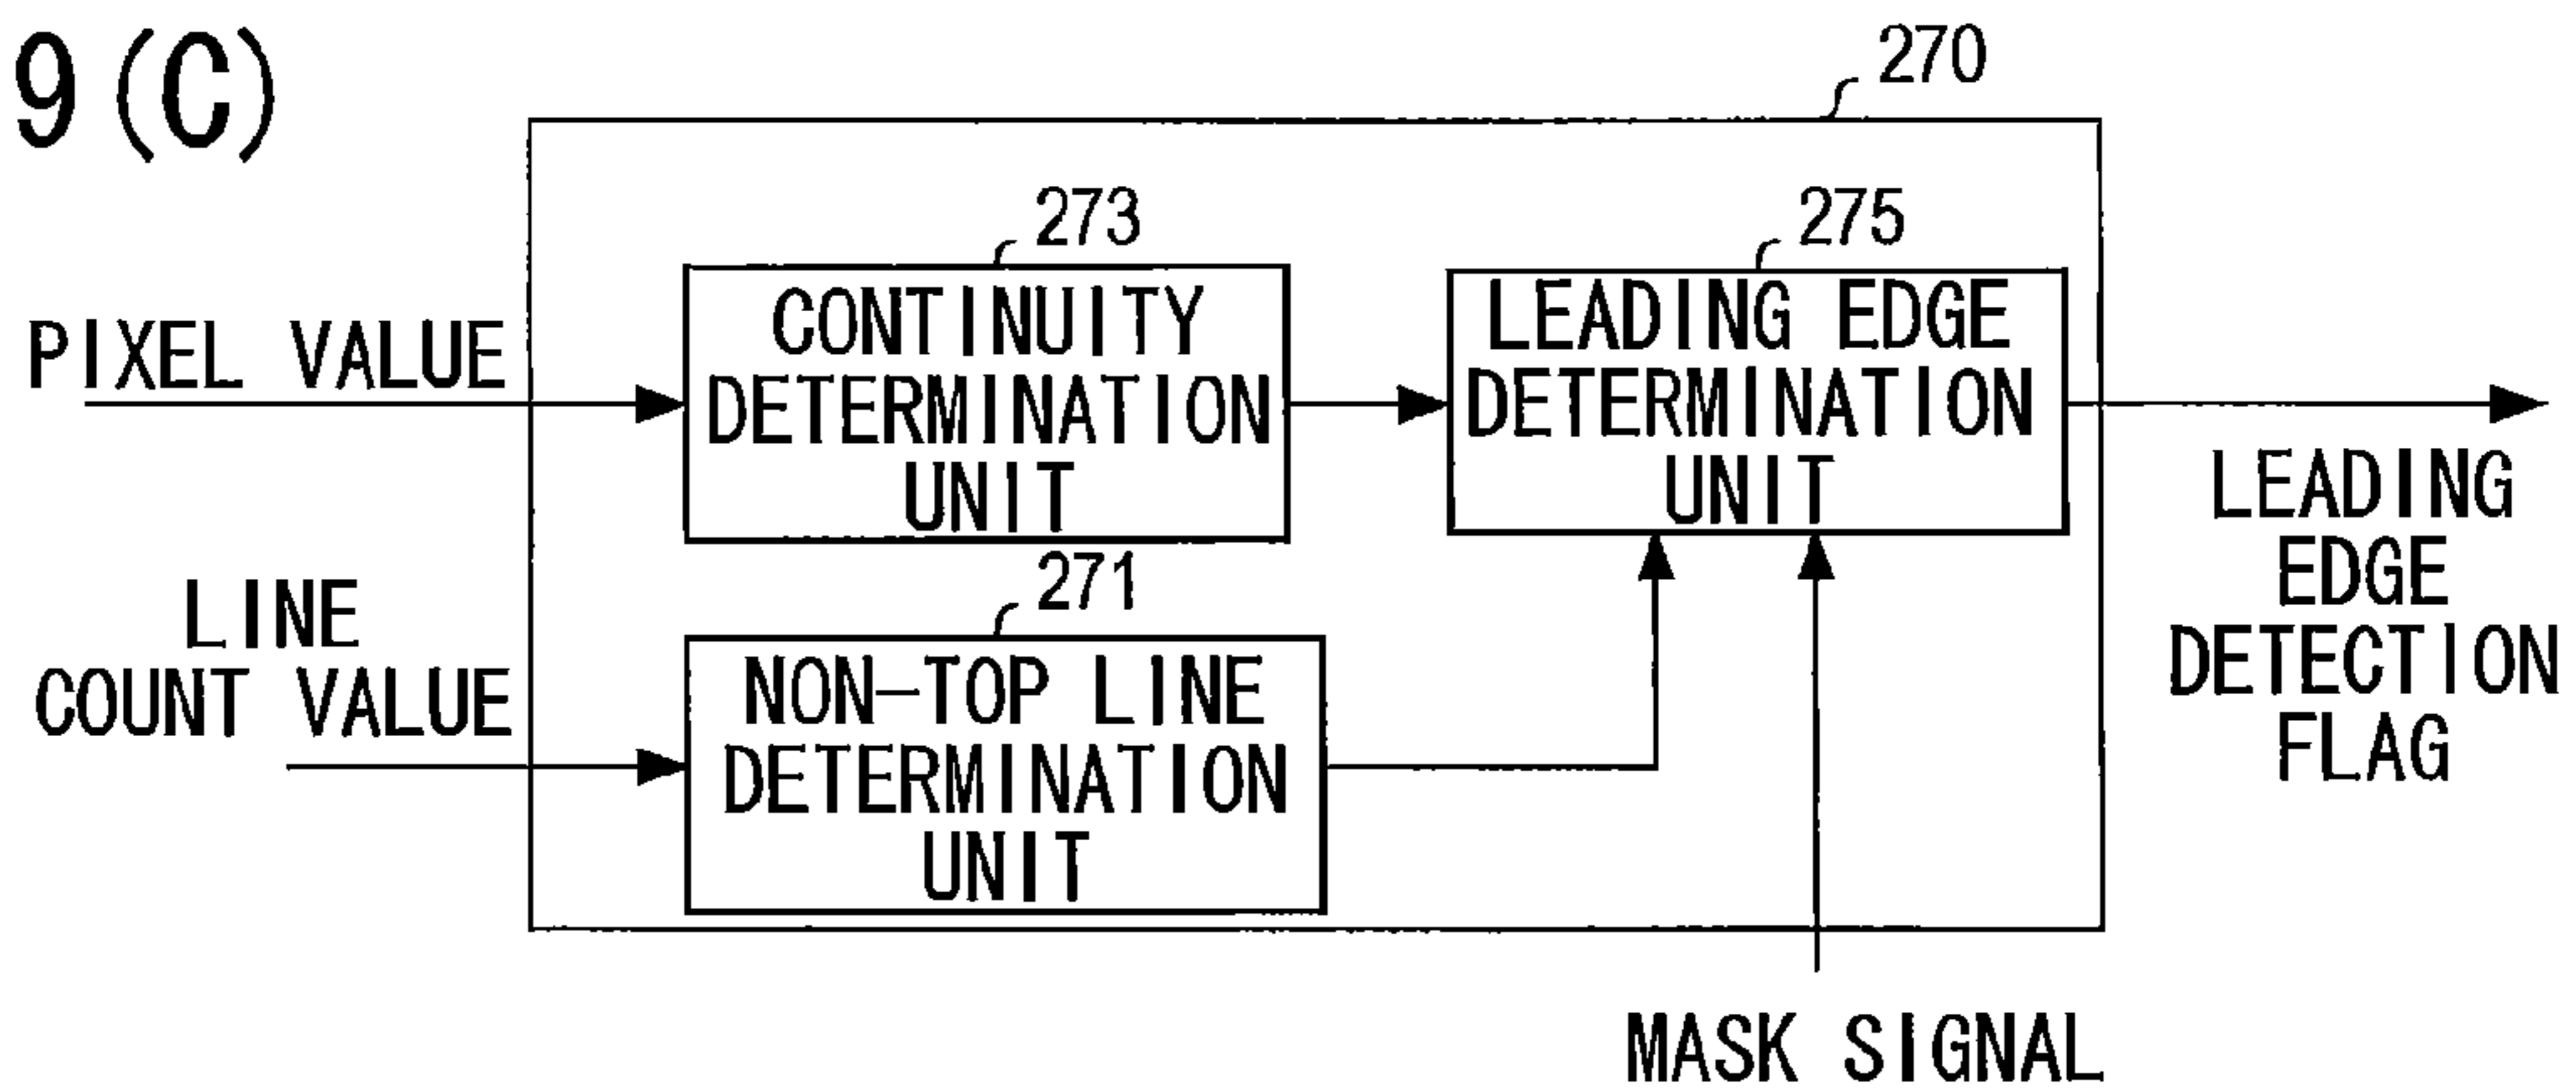 9(C)
270
273
275
PIXEL VALUE
CONTINUITY
DETERMINATION
UNIT
LEADING EDGE
DETERMINATION
UNIT
LEADING
EDGE
DETECTION
FLAG
271
LINE
COUNT VALUE
NON-TOP LINE
DETERMINATION
UNIT
MASK SIGNAL